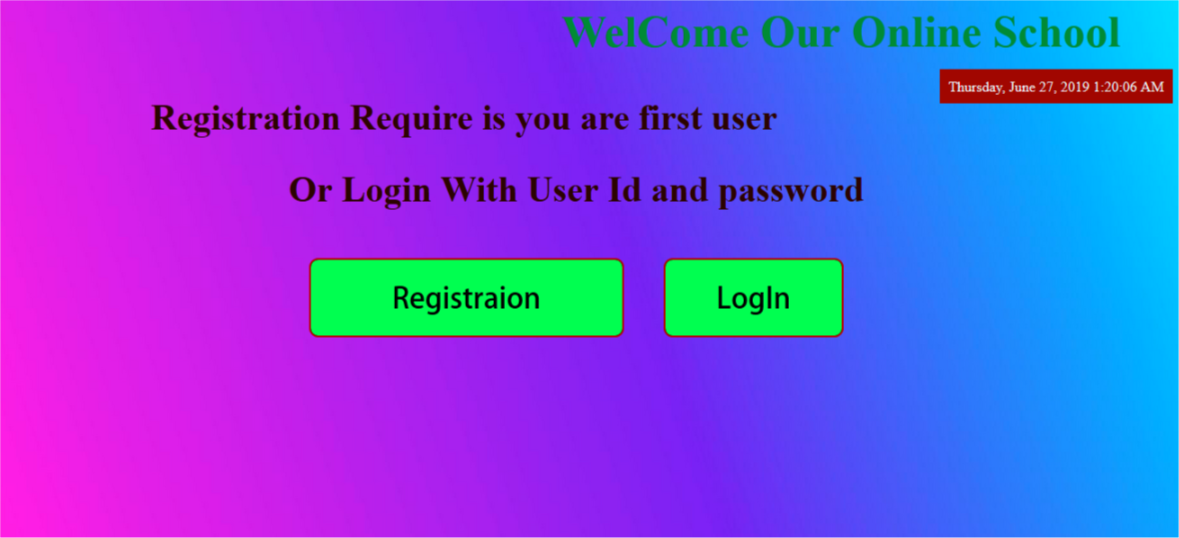 WelCome Our Online School
Thursday, June 27, 2019 1:20:06 AM
Registration Require is you are first user
Or Login With User Id and password
Registraion
LogIn